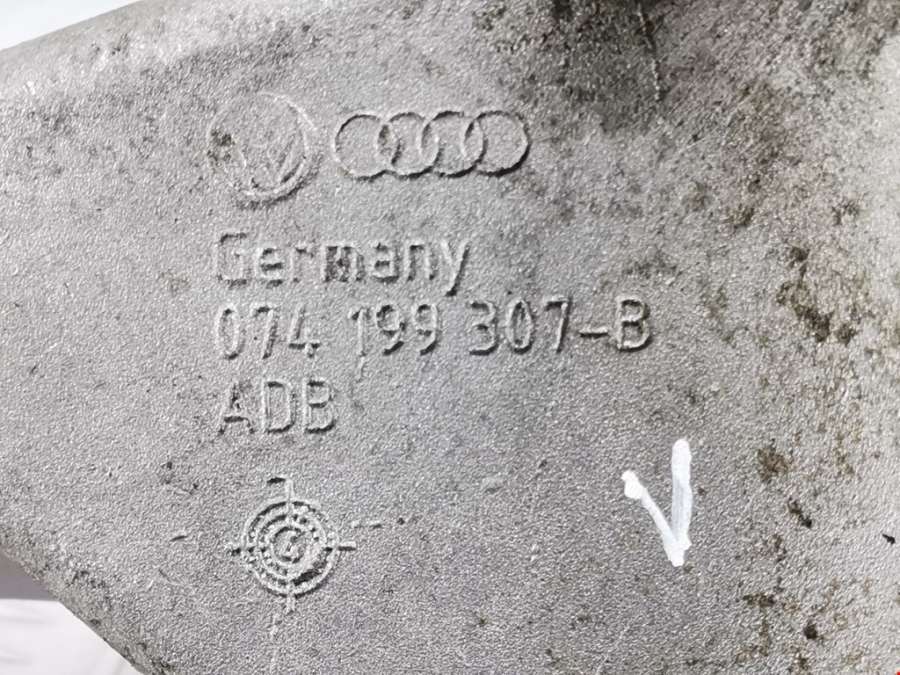 Germany
074 199 307-B
ADB
V